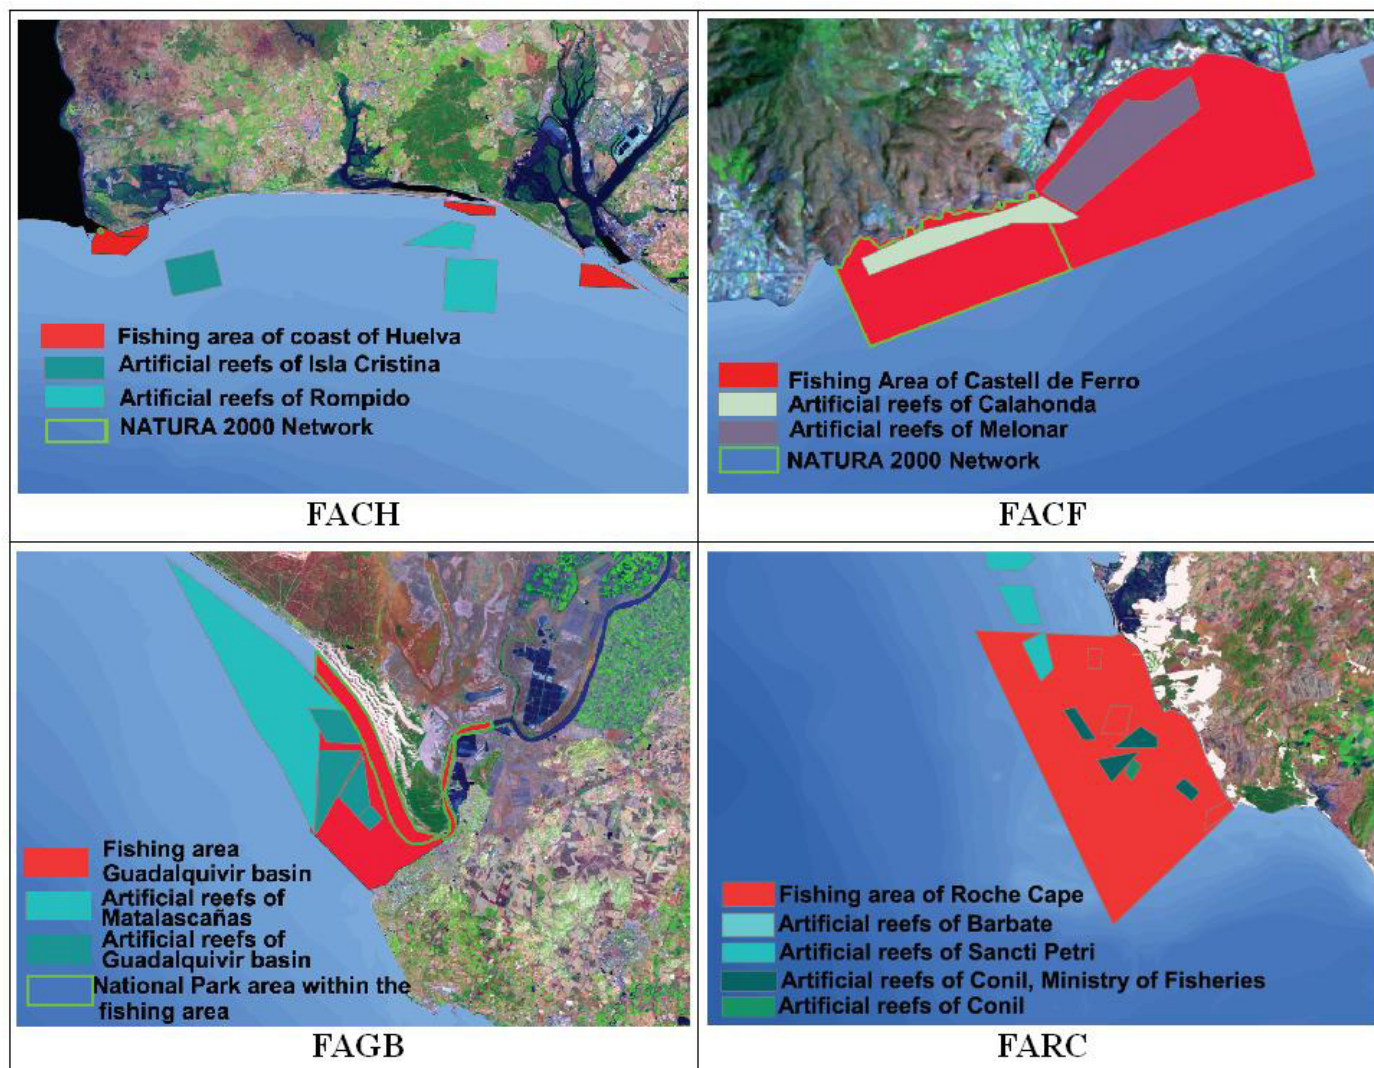 Fishing area of coast of Huelva
Artificial reefs of Isla Cristina
Artificial reefs of Rompido
NATURA 2000 Network
FACH
Fishing Area of Castell de Ferro
Artificial reefs of Calahonda
Artificial reefs of Melonar
NATURA 2000 Network
FACF
Fishing area
Guadalquivir basin
Artificial reefs of
Matalascañas
Artificial reefs of
Guadalquivir basin
National Park area within the
fishing area
FAGB
Fishing area of Roche Cape
Artificial reefs of Barbate
Artificial reefs of Sancti Petri
Artificial reefs of Conil, Ministry of Fisheries
Artificial reefs of Conil
FARC